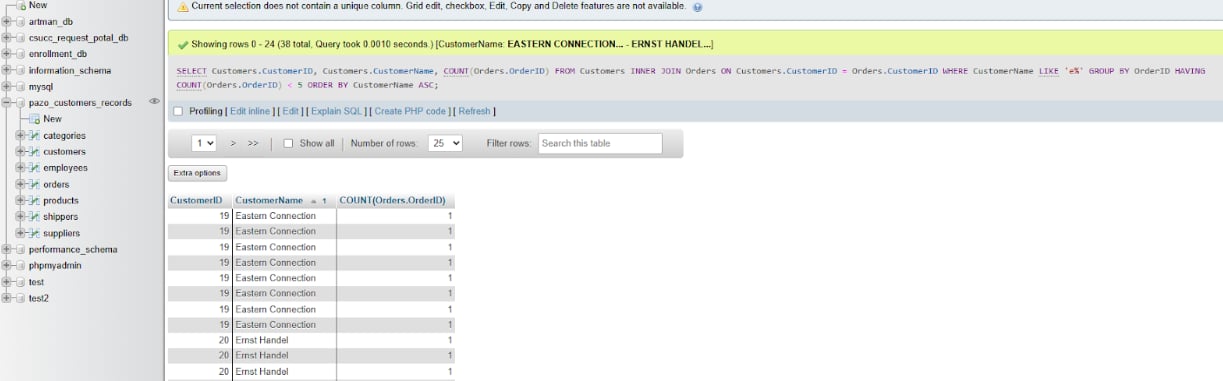 New
artman_db
csucc_request_potal_db
enrollment_db
information_schema
mysql
pazo_customers_records
New
categories
customers
employees
orders
products
shippers
suppliers
performance_schema
phpmyadmin
test
test2
Current selection does not contain a unique column. Grid edit, checkbox, Edit, Copy and Delete features are not available.
Showing rows 0 - 24 (38 total, Query took 0.0010 seconds.) [CustomerName: EASTERN CONNECTION... - ERNST HANDEL...]
SELECT Customers.CustomerID, Customers.CustomerName, COUNT(Orders.OrderID) FROM Customers INNER JOIN Orders ON Customers.CustomerID = Orders.CustomerID WHERE CustomerName LIKE 'e%' GROUP BY OrderID HAVING
COUNT(Orders.OrderID) < 5 ORDER BY CustomerName ASC;
Profiling [ Edit inline ] [ Edit ] [ Explain SQL ] [ Create PHP code ] [ Refresh ]
1 > >> Show all Number of rows: 25 Filter rows: Search this table
Extra options
CustomerID CustomerName 1 COUNT(Orders.OrderID)
19 Eastern Connection 1
19 Eastern Connection 1
19 Eastern Connection 1
19 Eastern Connection 1
19 Eastern Connection 1
19 Eastern Connection 1
19 Eastern Connection 1
19 Eastern Connection 1
20 Ernst Handel 1
20 Ernst Handel 1
20 Ernst Handel 1